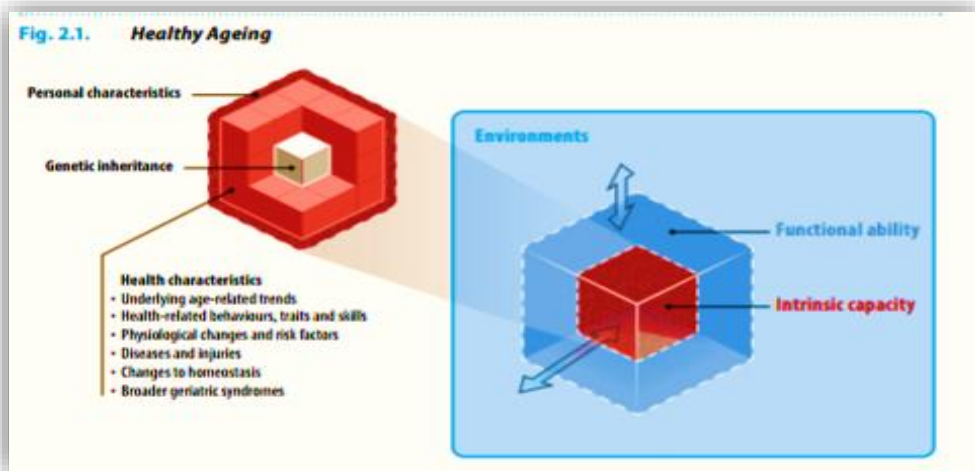 Fig. 2.1. Healthy Ageing
Personal characteristics
Genetic inheritance
Health characteristics
• Underlying age-related trends
• Health-related behaviours, traits and skills
• Physiological changes and risk factors
• Diseases and injuries
• Changes to homeostasis
• Broader geriatric syndromes
Environments
Functional ability
Intrinsic capacity